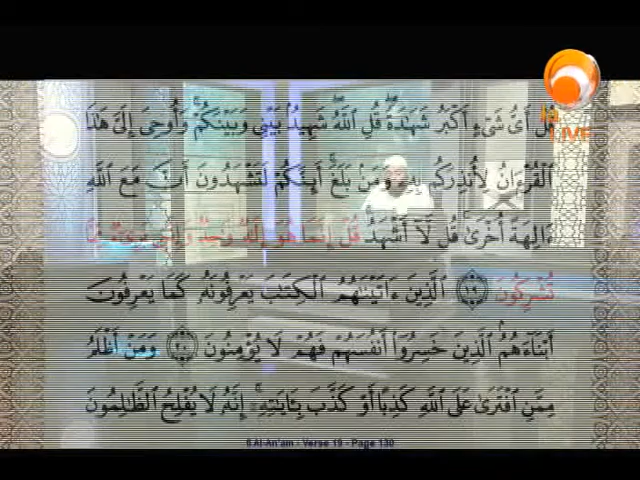 قُلْ أَىُّ شَىْءٍ أَكْبَرُ شَهَٰدَةً ۖ قُلِ ٱللَّهُ ۖ شَهِيدٌۢ بَيْنِى وَبَيْنَكُمْ ۚ وَأُوحِىَ إِلَىَّ هَٰذَا
ٱلْقُرْءَانُ لِأُنذِرَكُم بِهِۦ وَمَنۢ بَلَغَ ۚ أَئِنَّكُمْ لَتَشْهَدُونَ أَنَّ مَعَ ٱللَّهِ
ءَالِهَةً أُخْرَىٰ ۚ قُل لَّآ أَشْهَدُ ۚ قُلْ إِنَّمَا هُوَ إِلَٰهٌ وَٰحِدٌ وَإِنَّنِى بَرِىٓءٌ مِّمَّا
تُشْرِكُونَ ١٩ ٱلَّذِينَ ءَاتَيْنَٰهُمُ ٱلْكِتَٰبَ يَعْرِفُونَهُۥ كَمَا يَعْرِفُونَ
أَبْنَآءَهُمُ ۘ ٱلَّذِينَ خَسِرُوٓا۟ أَنفُسَهُمْ فَهُمْ لَا يُؤْمِنُونَ ٢٠ وَمَنْ أَظْلَمُ
مِمَّنِ ٱفْتَرَىٰ عَلَى ٱللَّهِ كَذِبًا أَوْ كَذَّبَ بِـَٔايَٰتِهِۦٓ ۗ إِنَّهُۥ لَا يُفْلِحُ ٱلظَّٰلِمُونَ
6 Al-An'am - Verse 19 - Page 130
LIVE